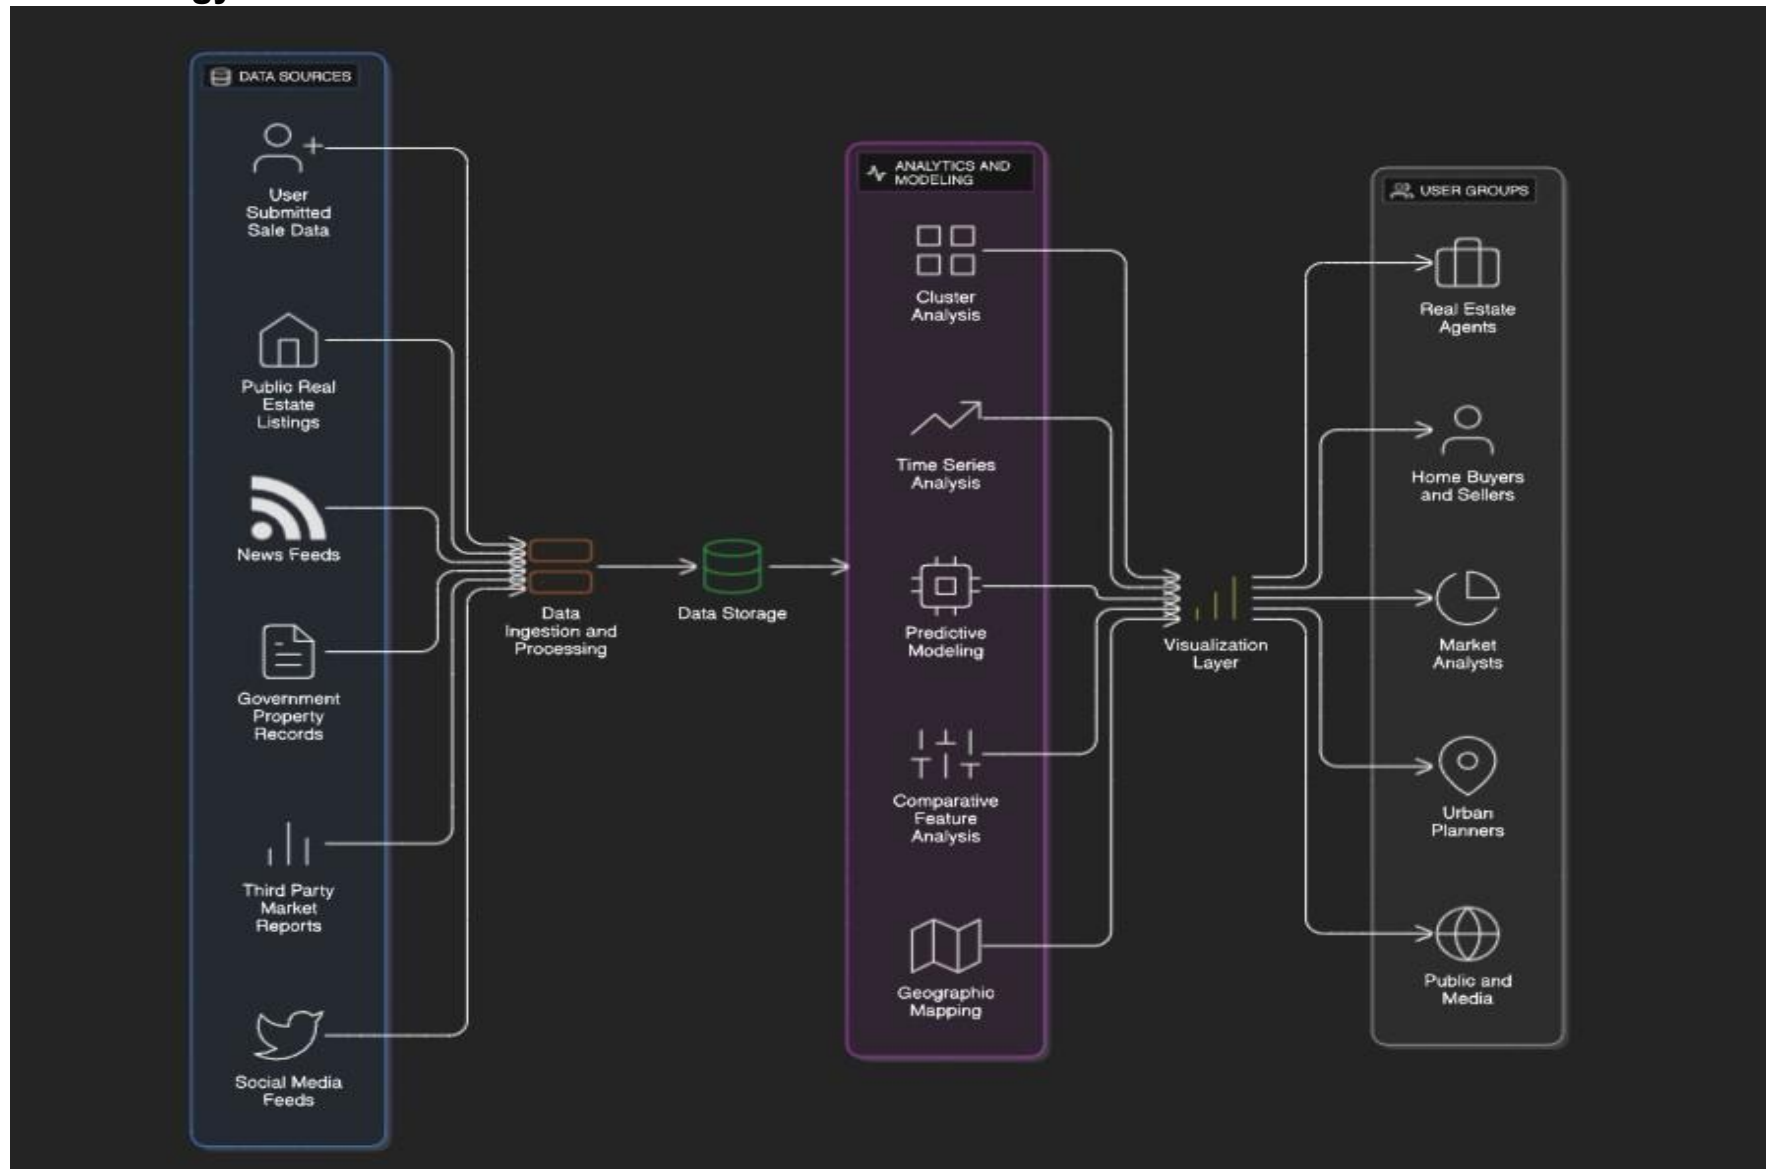 DATA SOURCES
User
Submitted
Sale Data
Public Real
Estate
Listings
News Feeds
Government
Property
Records
Third Party
Market
Reports
Social Media
Feeds
Data
Ingestion and
Processing
Data Storage
ANALYTICS AND
MODELING
Cluster
Analysis
Time Series
Analysis
Predictive
Modeling
Comparative
Feature
Analysis
Geographic
Mapping
Visualization
Layer
USER GROUPS
Real Estate
Agents
Home Buyers
and Sellers
Market
Analysts
Urban
Planners
Public and
Media